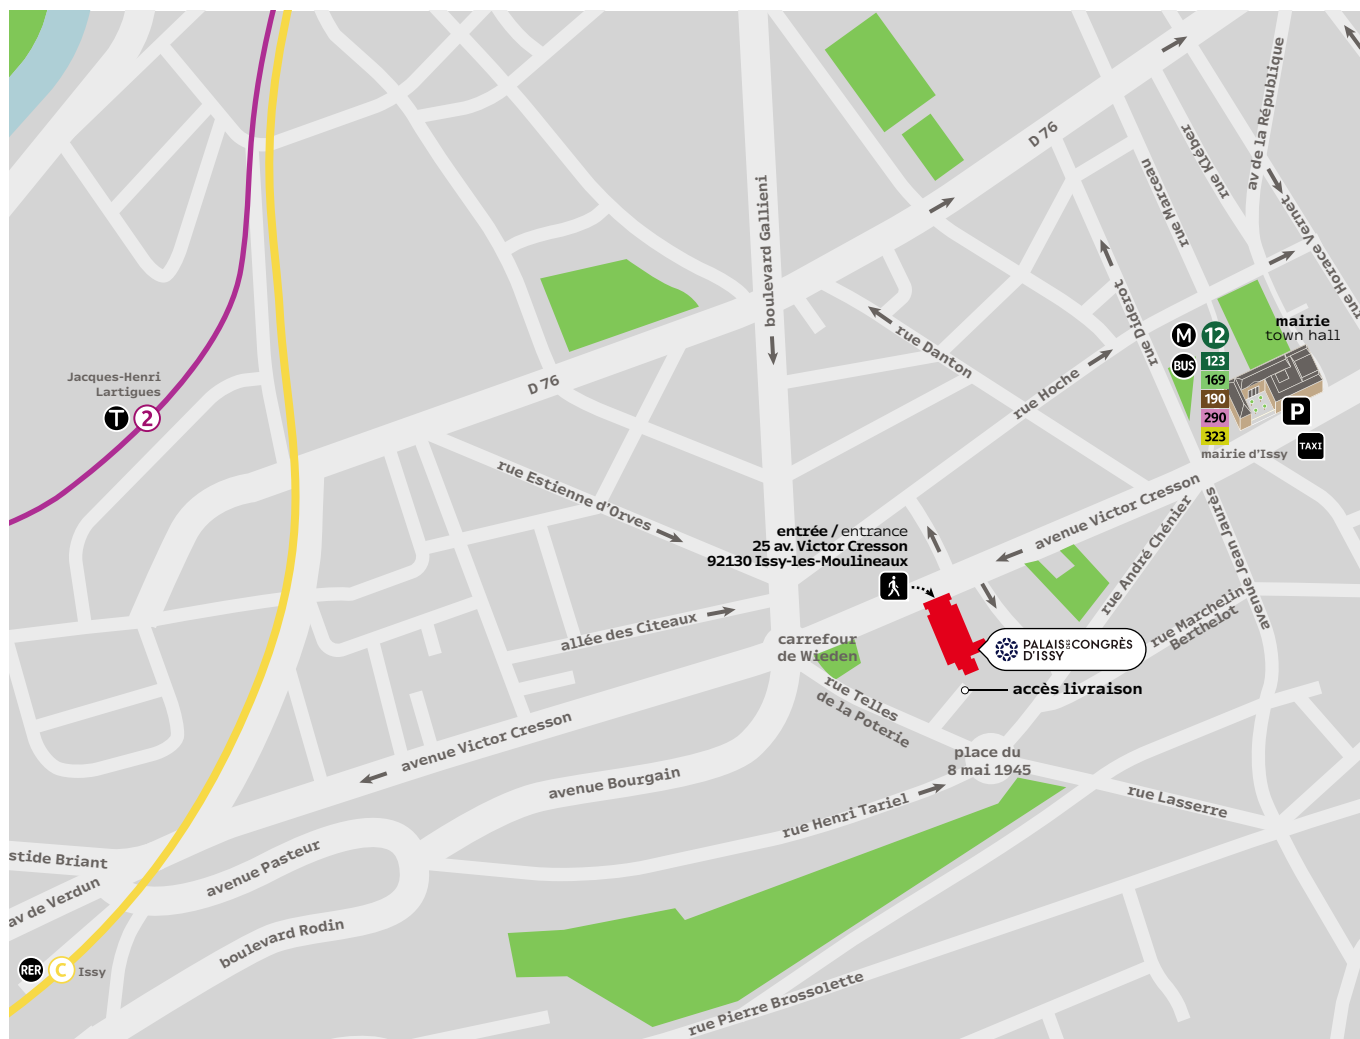 D 76
av de la République
rue Kléber
rue Marceau
rue Horace Vernet
boulevard Gallieni
rue Diderot
mairie
town hall
M 12
BUS 123
169
190
290
323
P
TAXI
mairie d'Issy
rue
rue Danton
rue Hoche
Jacques-Henri
Lartigues
T 2
D 76
rue Estienne d'Orves
avenue Victor Cresson
rue André Chénier
avenue Jean Jaurès
entrée / entrance
25 av. Victor Cresson
92130 Issy-les-Moulineaux
allée des Citeaux
carrefour
de Wieden
PALAIS DES CONGRÈS
D'ISSY
rue Marchelin
Berthelot
accès livraison
rue Telles
de la Poterie
avenue Victor Cresson
place du
8 mai 1945
avenue Bourgain
rue Henri Tariel
rue Lasserre
stide Briant
avenue Pasteur
av de Verdun
boulevard Rodin
RER C Issy
rue Pierre Brossolette